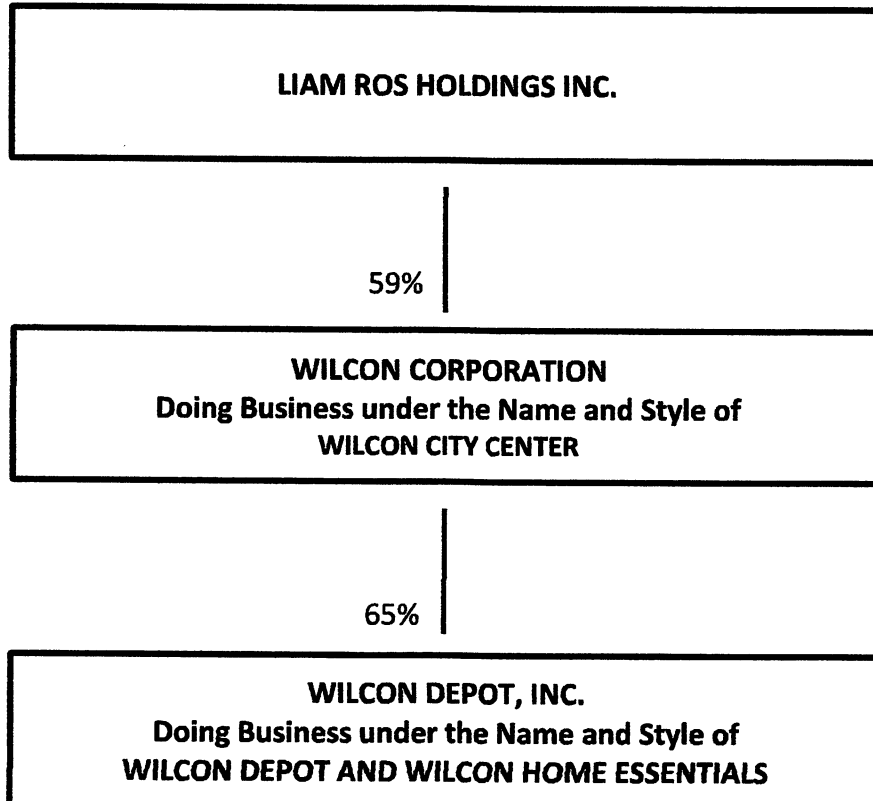 LIAM ROS HOLDINGS INC.
59%
WILCON CORPORATION
Doing Business under the Name and Style of
WILCON CITY CENTER
65%
WILCON DEPOT, INC.
Doing Business under the Name and Style of
WILCON DEPOT AND WILCON HOME ESSENTIALS